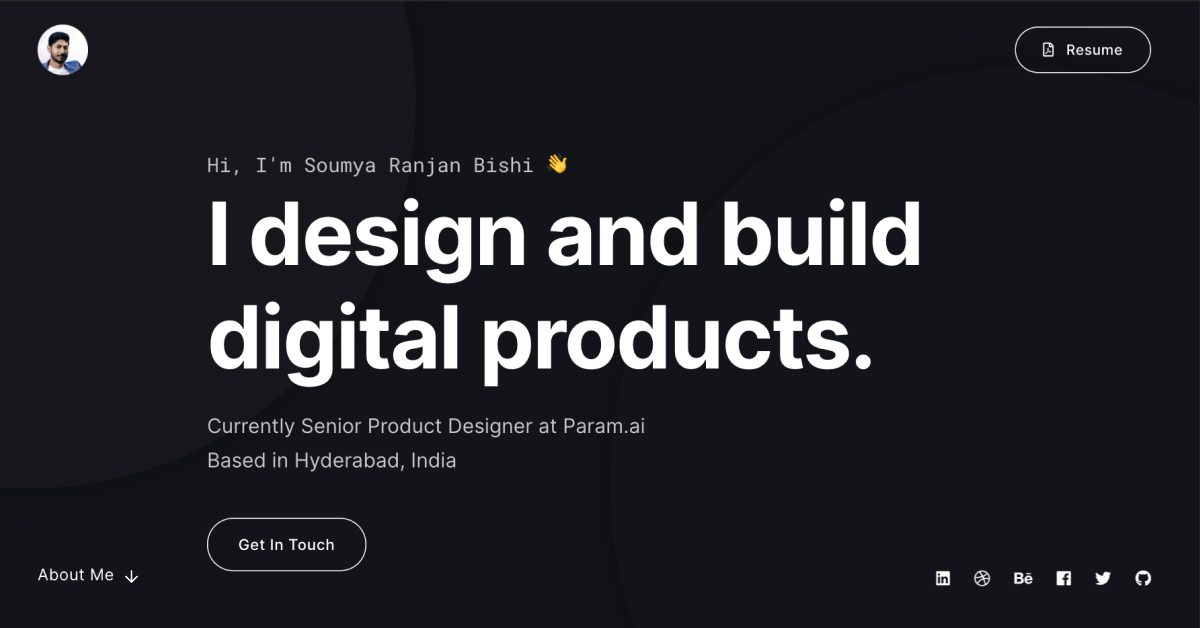 Resume
Hi, I'm Soumya Ranjan Bishi 👋
I design and build
digital products.
Currently Senior Product Designer at Param.ai
Based in Hyderabad, India
Get In Touch
About Me ↓
in Bē